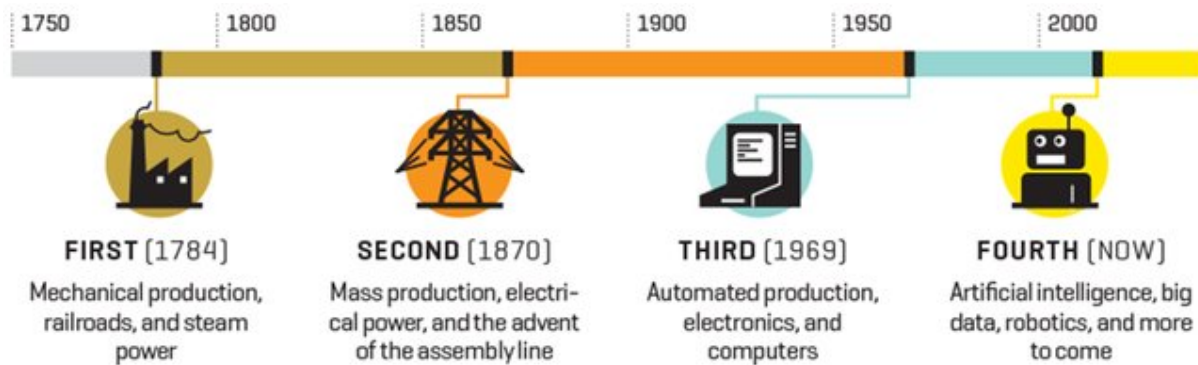 1750
1800
1850
1900
1950
2000
FIRST (1784)
Mechanical production,
railroads, and steam
power
SECOND (1870)
Mass production, electri-
cal power, and the advent
of the assembly line
THIRD (1969)
Automated production,
electronics, and
computers
FOURTH (NOW)
Artificial intelligence, big
data, robotics, and more
to come